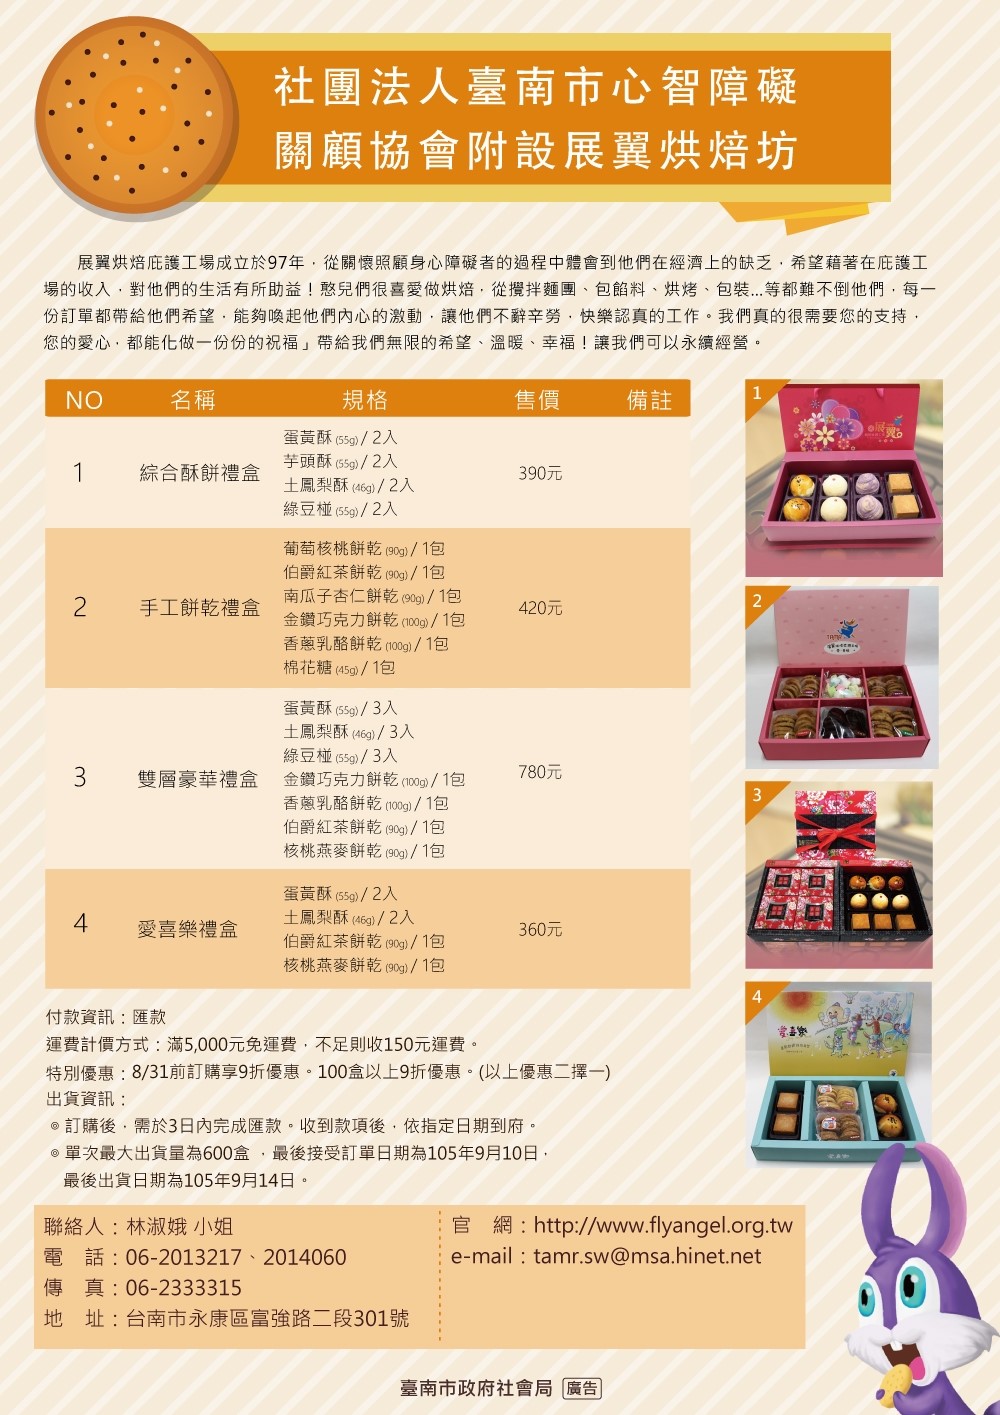 社團法人臺南市心智障礙
關顧協會附設展翼烘焙坊
展翼烘焙庇護工場成立於97年，從關懷照顧身心障礙者的過程中體會到他們在經濟上的缺乏，希望藉著在庇護工
場的收入，對他們的生活有所助益！憨兒們很喜愛做烘焙，從攪拌麵團、包餡料、烘烤、包裝...等都難不倒他們，每一
份訂單都帶給他們希望，能夠喚起他們內心的激動，讓他們不辭辛勞，快樂認真的工作。我們真的很需要您的支持，
您的愛心，都能化做一份份的祝福」帶給我們無限的希望、溫暖、幸福！讓我們可以永續經營。
NO 名稱 規格 售價 備註
1 綜合酥餅禮盒 390元
蛋黃酥 (55g) / 2入
芋頭酥 (55g) / 2入
土鳳梨酥 (46g) / 2入
綠豆椪 (55g) / 2入
2 手工餅乾禮盒 420元
葡萄核桃餅乾 (90g) / 1包
伯爵紅茶餅乾 (90g) / 1包
南瓜子杏仁餅乾 (90g) / 1包
金鑽巧克力餅乾 (100g) / 1包
香蔥乳酪餅乾 (100g) / 1包
棉花糖 (45g) / 1包
3 雙層豪華禮盒 780元
蛋黃酥 (55g) / 3入
土鳳梨酥 (46g) / 3入
綠豆椪 (55g) / 3入
金鑽巧克力餅乾 (100g) / 1包
香蔥乳酪餅乾 (100g) / 1包
伯爵紅茶餅乾 (90g) / 1包
核桃燕麥餅乾 (90g) / 1包
4 愛喜樂禮盒 360元
蛋黃酥 (55g) / 2入
土鳳梨酥 (46g) / 2入
伯爵紅茶餅乾 (90g) / 1包
核桃燕麥餅乾 (90g) / 1包
1
展翼
2
3
4
愛喜樂
付款資訊：匯款
運費計價方式：滿5,000元免運費，不足則收150元運費。
特別優惠：8/31前訂購享9折優惠。100盒以上9折優惠。(以上優惠二擇一)
出貨資訊：
◎訂購後，需於3日內完成匯款。收到款項後，依指定日期到府。
◎單次最大出貨量為600盒 ，最後接受訂單日期為105年9月10日，
最後出貨日期為105年9月14日。
聯絡人：林淑娥 小姐
電　話：06-2013217、2014060
傳　真：06-2333315
地　址：台南市永康區富強路二段301號
官　網：http://www.flyangel.org.tw
e-mail：tamr.sw@msa.hinet.net
臺南市政府社會局 廣告